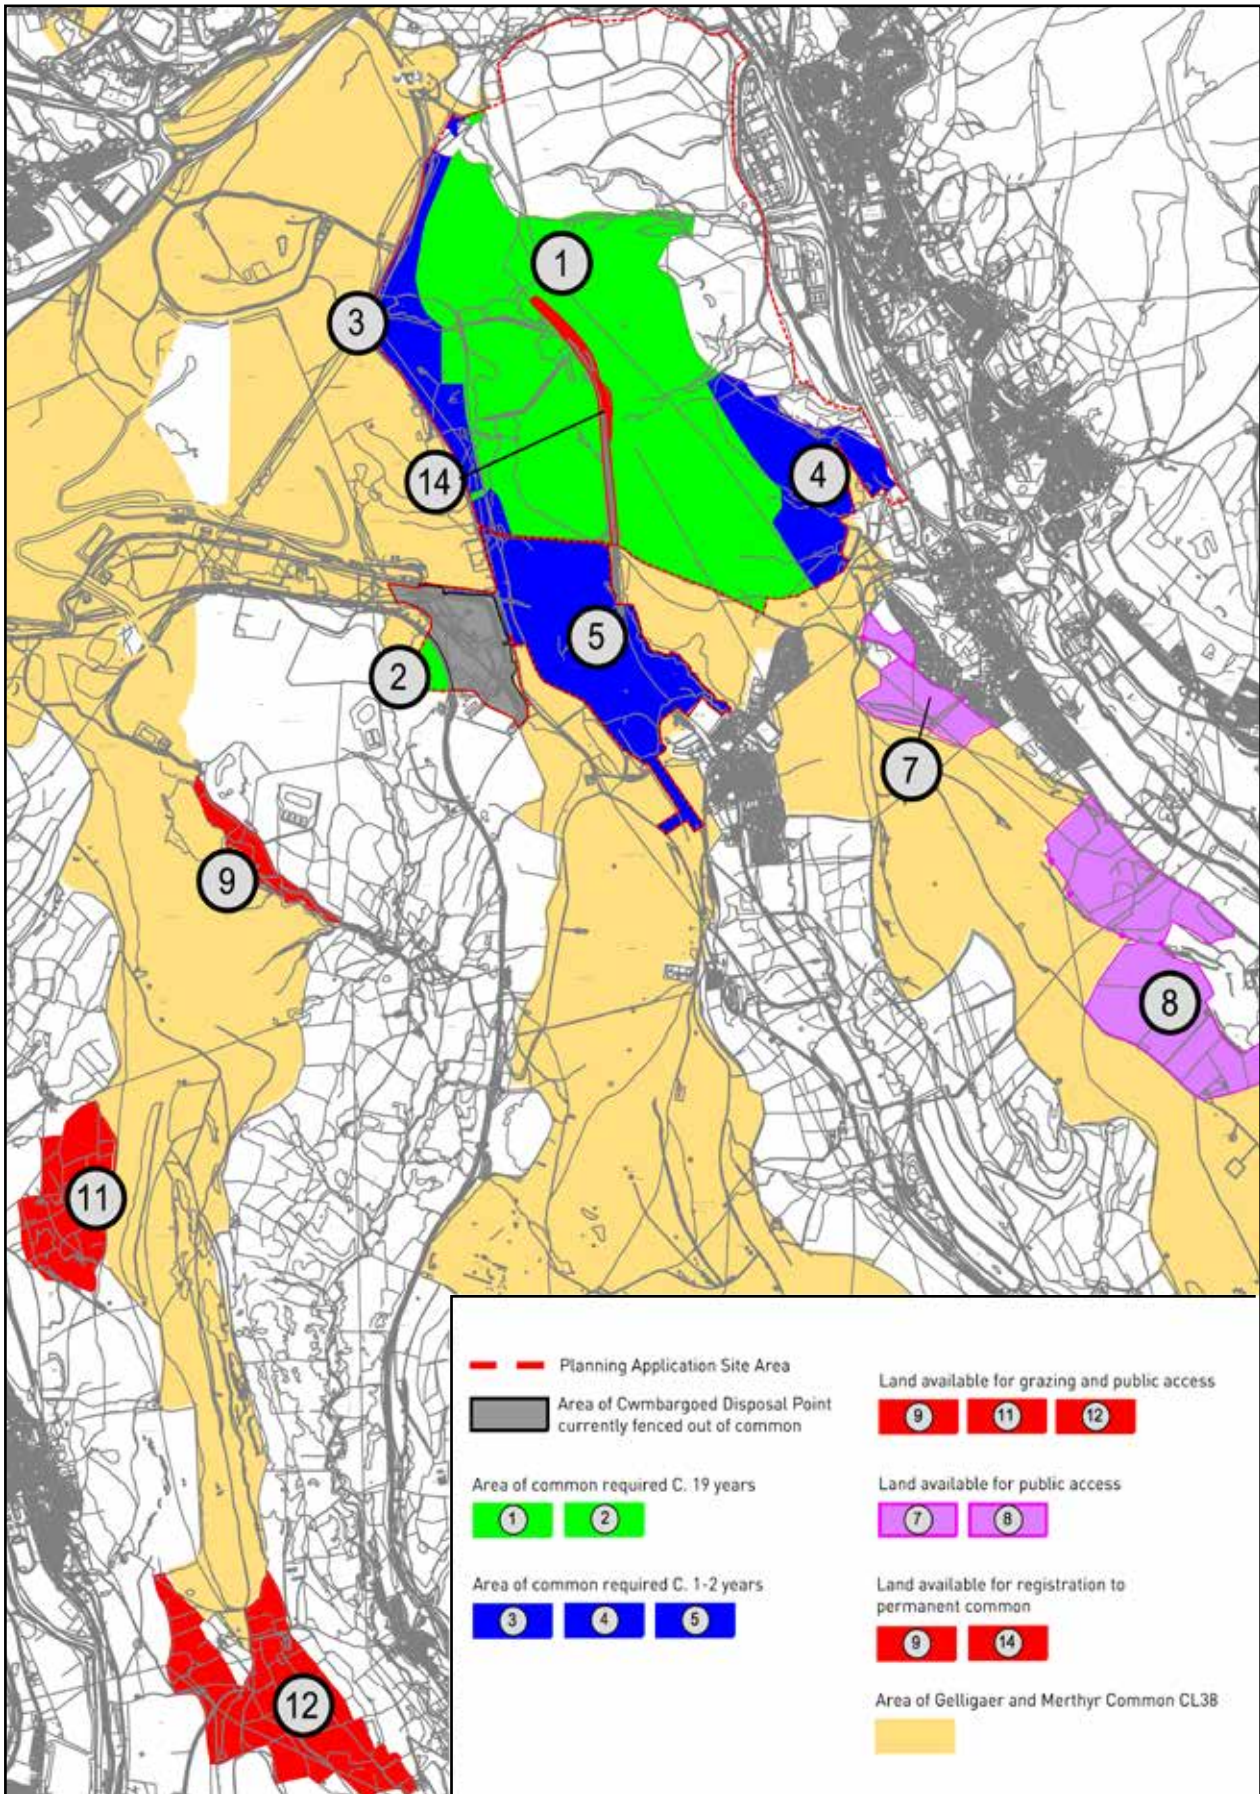 1
3
14
4
5
2
7
9
8
11
12
Planning Application Site Area
Area of Cwmbargoed Disposal Point
currently fenced out of common
Area of common required C. 19 years
1 2
Area of common required C. 1-2 years
3 4 5
Land available for grazing and public access
9 11 12
Land available for public access
7 8
Land available for registration to
permanent common
9 14
Area of Gelligaer and Merthyr Common CL38